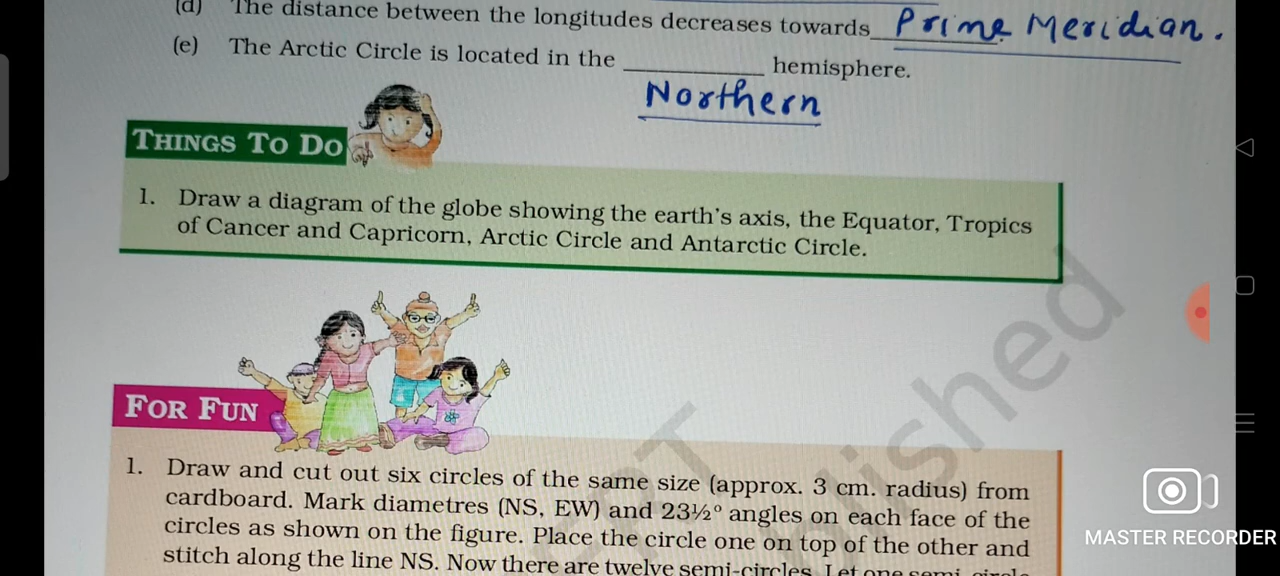 (d) The distance between the longitudes decreases towards Prime Meridian.
(e) The Arctic Circle is located in the __________ hemisphere.
Northern
THINGS TO DO
1. Draw a diagram of the globe showing the earth's axis, the Equator, Tropics
of Cancer and Capricorn, Arctic Circle and Antarctic Circle.
FOR FUN
1. Draw and cut out six circles of the same size (approx. 3 cm. radius) from
cardboard. Mark diametres (NS, EW) and 23½° angles on each face of the
circles as shown on the figure. Place the circle one on top of the other and
stitch along the line NS. Now there are twelve semi-circles. Let one semi-circle
MASTER RECORDER